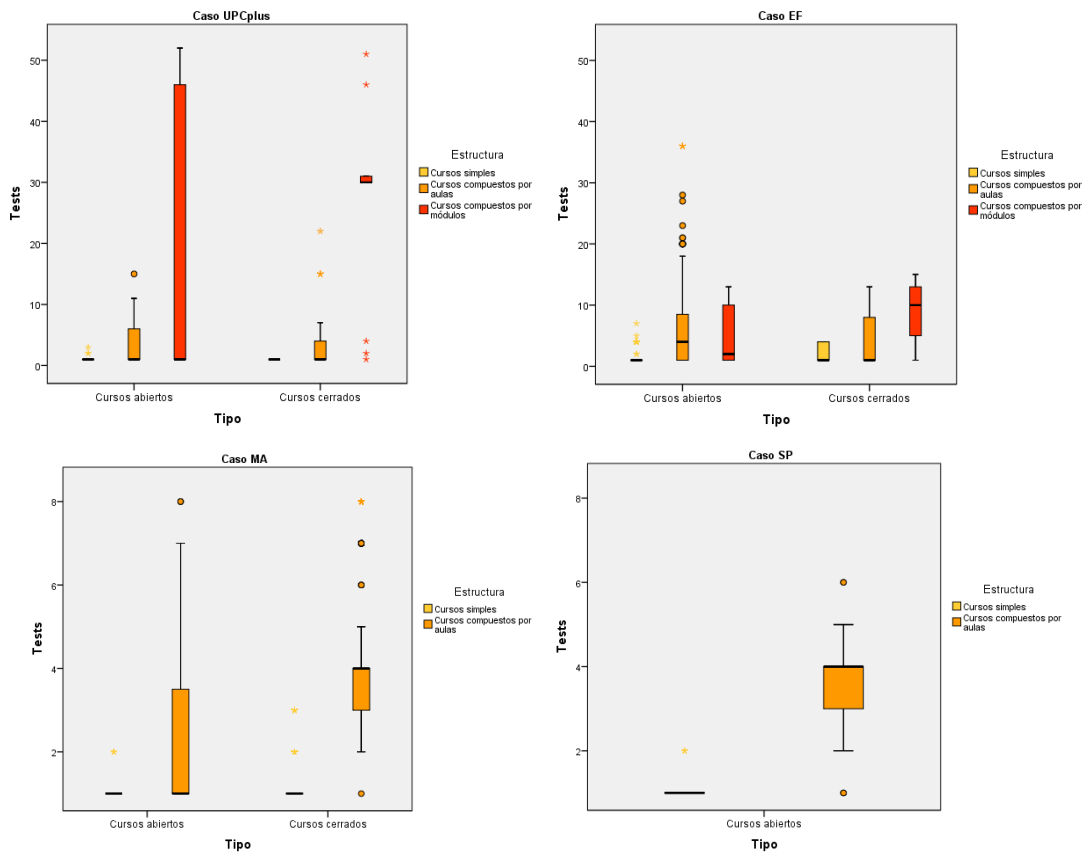 Caso UPCplus
50
40
30
20
10
0
Tests
Cursos abiertos
Cursos cerrados
Tipo
Estructura
Cursos simples
Cursos compuestos por
aulas
Cursos compuestos por
módulos
Caso EF
50
40
30
20
10
0
Tests
Cursos abiertos
Cursos cerrados
Tipo
Estructura
Cursos simples
Cursos compuestos por
aulas
Cursos compuestos por
módulos
Caso MA
8
6
4
2
Tests
Cursos abiertos
Cursos cerrados
Tipo
Estructura
Cursos simples
Cursos compuestos por
aulas
Caso SP
8
6
4
2
Tests
Cursos abiertos
Tipo
Estructura
Cursos simples
Cursos compuestos por
aulas